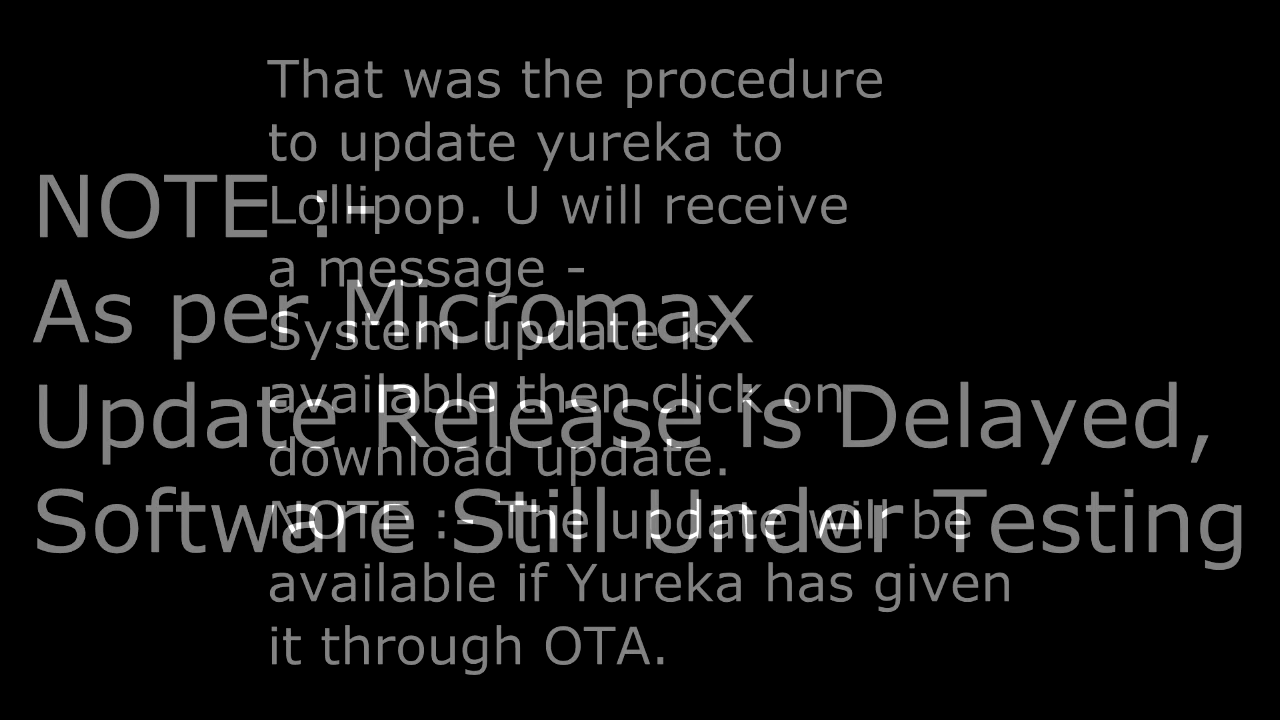 That was the procedure
to update yureka to
Lollipop. U will receive
a message -
System update is
available then click on
download update.
NOTE :- The update will be
available if Yureka has given
it through OTA.
NOTE :-
As per Micromax
Update Release is Delayed,
Software Still Under Testing